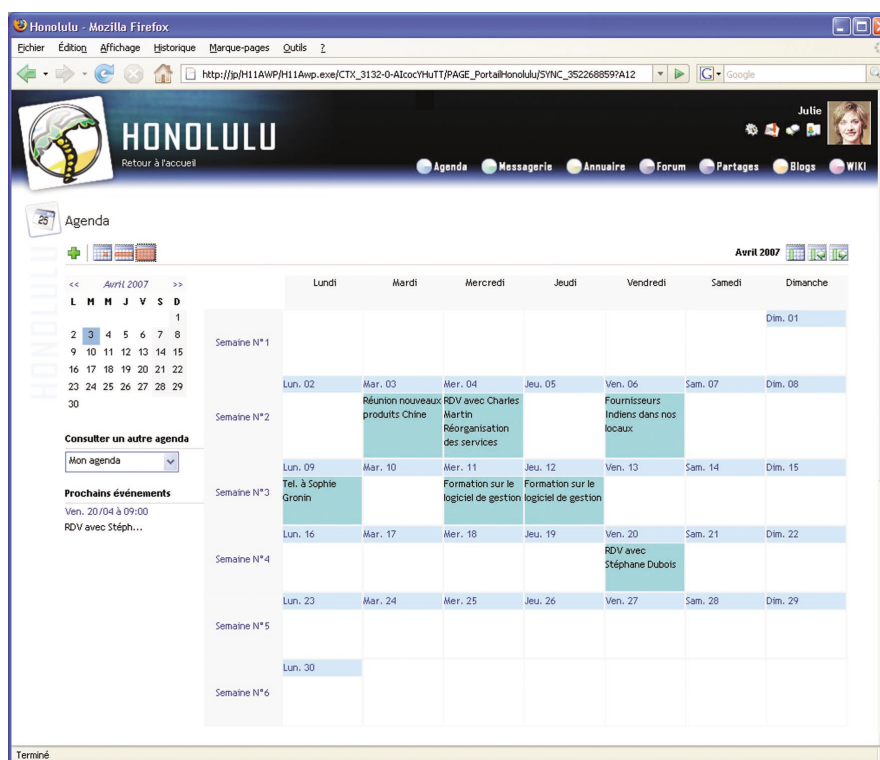 Honolulu - Mozilla Firefox
Fichier Édition Affichage Historique Marque-pages Outils ?
http://jp/H11AWP/H11Awp.exe/CTX_3132-0-AIcocYHuTT/PAGE_PortailHonolulu/SYNC_352268859?A12
G Google
Julie
HONOLULU
Retour à l'accueil
Agenda Messagerie Annuaire Forum Partages Blogs WIKI
25 Agenda
HONOLULU
Avril 2007
<< Avril 2007 >>
L M M J V S D
1
2 3 4 5 6 7 8
9 10 11 12 13 14 15
16 17 18 19 20 21 22
23 24 25 26 27 28 29
30
Consulter un autre agenda
Mon agenda
Prochains événements
Ven. 20/04 à 09:00
RDV avec Stéph...
Lundi Mardi Mercredi Jeudi Vendredi Samedi Dimanche
Dim. 01
Semaine N°1
Lun. 02 Mar. 03 Mer. 04 Jeu. 05 Ven. 06 Sam. 07 Dim. 08
Semaine N°2
Réunion nouveaux
produits Chine
RDV avec Charles
Martin
Réorganisation
des services
Fournisseurs
Indiens dans nos
locaux
Lun. 09 Mar. 10 Mer. 11 Jeu. 12 Ven. 13 Sam. 14 Dim. 15
Semaine N°3
Tel. à Sophie
Gronin
Formation sur le
logiciel de gestion
Formation sur le
logiciel de gestion
Lun. 16 Mar. 17 Mer. 18 Jeu. 19 Ven. 20 Sam. 21 Dim. 22
Semaine N°4
RDV avec
Stéphane Dubois
Lun. 23 Mar. 24 Mer. 25 Jeu. 26 Ven. 27 Sam. 28 Dim. 29
Semaine N°5
Lun. 30
Semaine N°6
Terminé